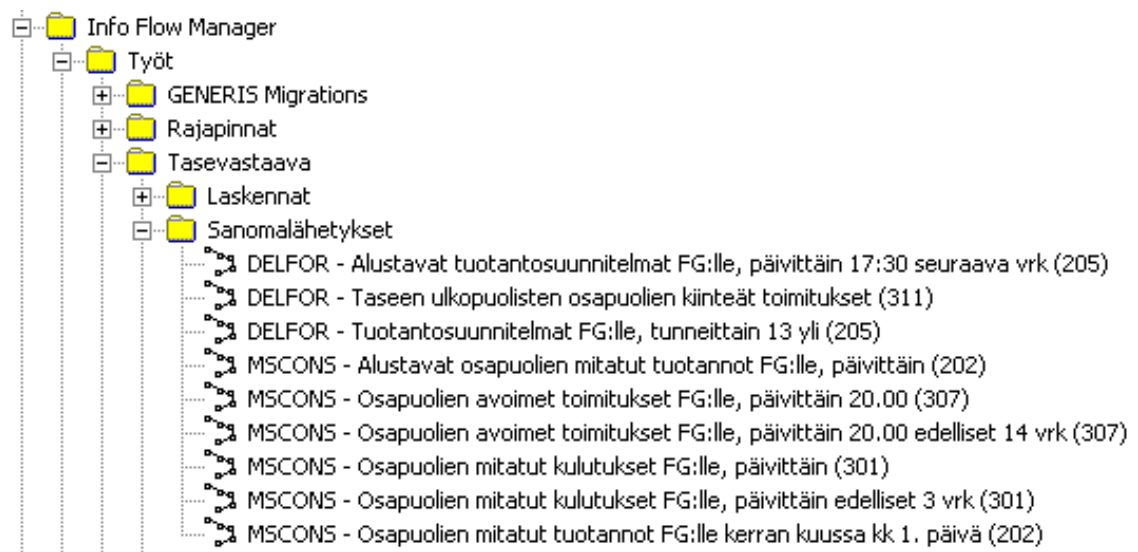 Info Flow Manager
Työt
GENERIS Migrations
Rajapinnat
Tasevastaava
Laskennat
Sanomalähetykset
DELFOR - Alustavat tuotantosuunnitelmat FG:lle, päivittäin 17:30 seuraava vrk (205)
DELFOR - Taseen ulkopuolisten osapuolien kiinteät toimitukset (311)
DELFOR - Tuotantosuunnitelmat FG:lle, tunneittain 13 yli (205)
MSCONS - Alustavat osapuolien mitatut tuotannot FG:lle, päivittäin (202)
MSCONS - Osapuolien avoimet toimitukset FG:lle, päivittäin 20.00 (307)
MSCONS - Osapuolien avoimet toimitukset FG:lle, päivittäin 20.00 edelliset 14 vrk (307)
MSCONS - Osapuolien mitatut kulutukset FG:lle, päivittäin (301)
MSCONS - Osapuolien mitatut kulutukset FG:lle, päivittäin edelliset 3 vrk (301)
MSCONS - Osapuolien mitatut tuotannot FG:lle kerran kuussa kk 1. päivä (202)